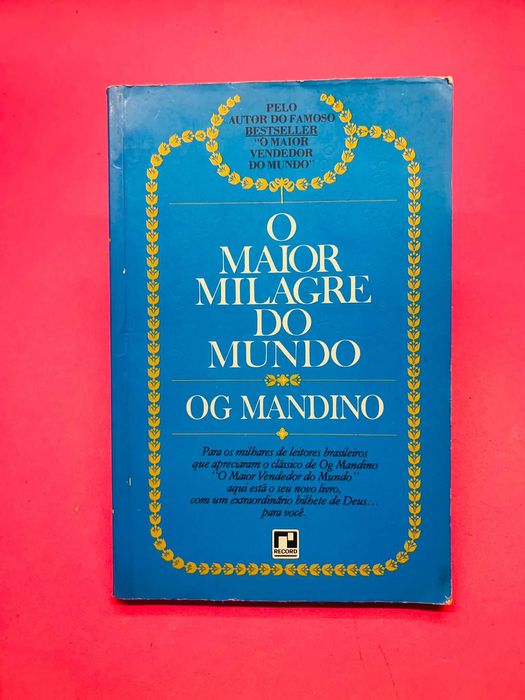 PELO
AUTOR DO FAMOSO
BESTSELLER
"O MAIOR
VENDEDOR
DO MUNDO"
O
MAIOR
MILAGRE
DO
MUNDO
OG MANDINO
Para os milhares de leitores brasileiros
que apreciaram o clássico de Og Mandino
"O Maior Vendedor do Mundo"
aqui está o seu novo livro,
com um extraordinário bilhete de Deus...
para você.
RECORD